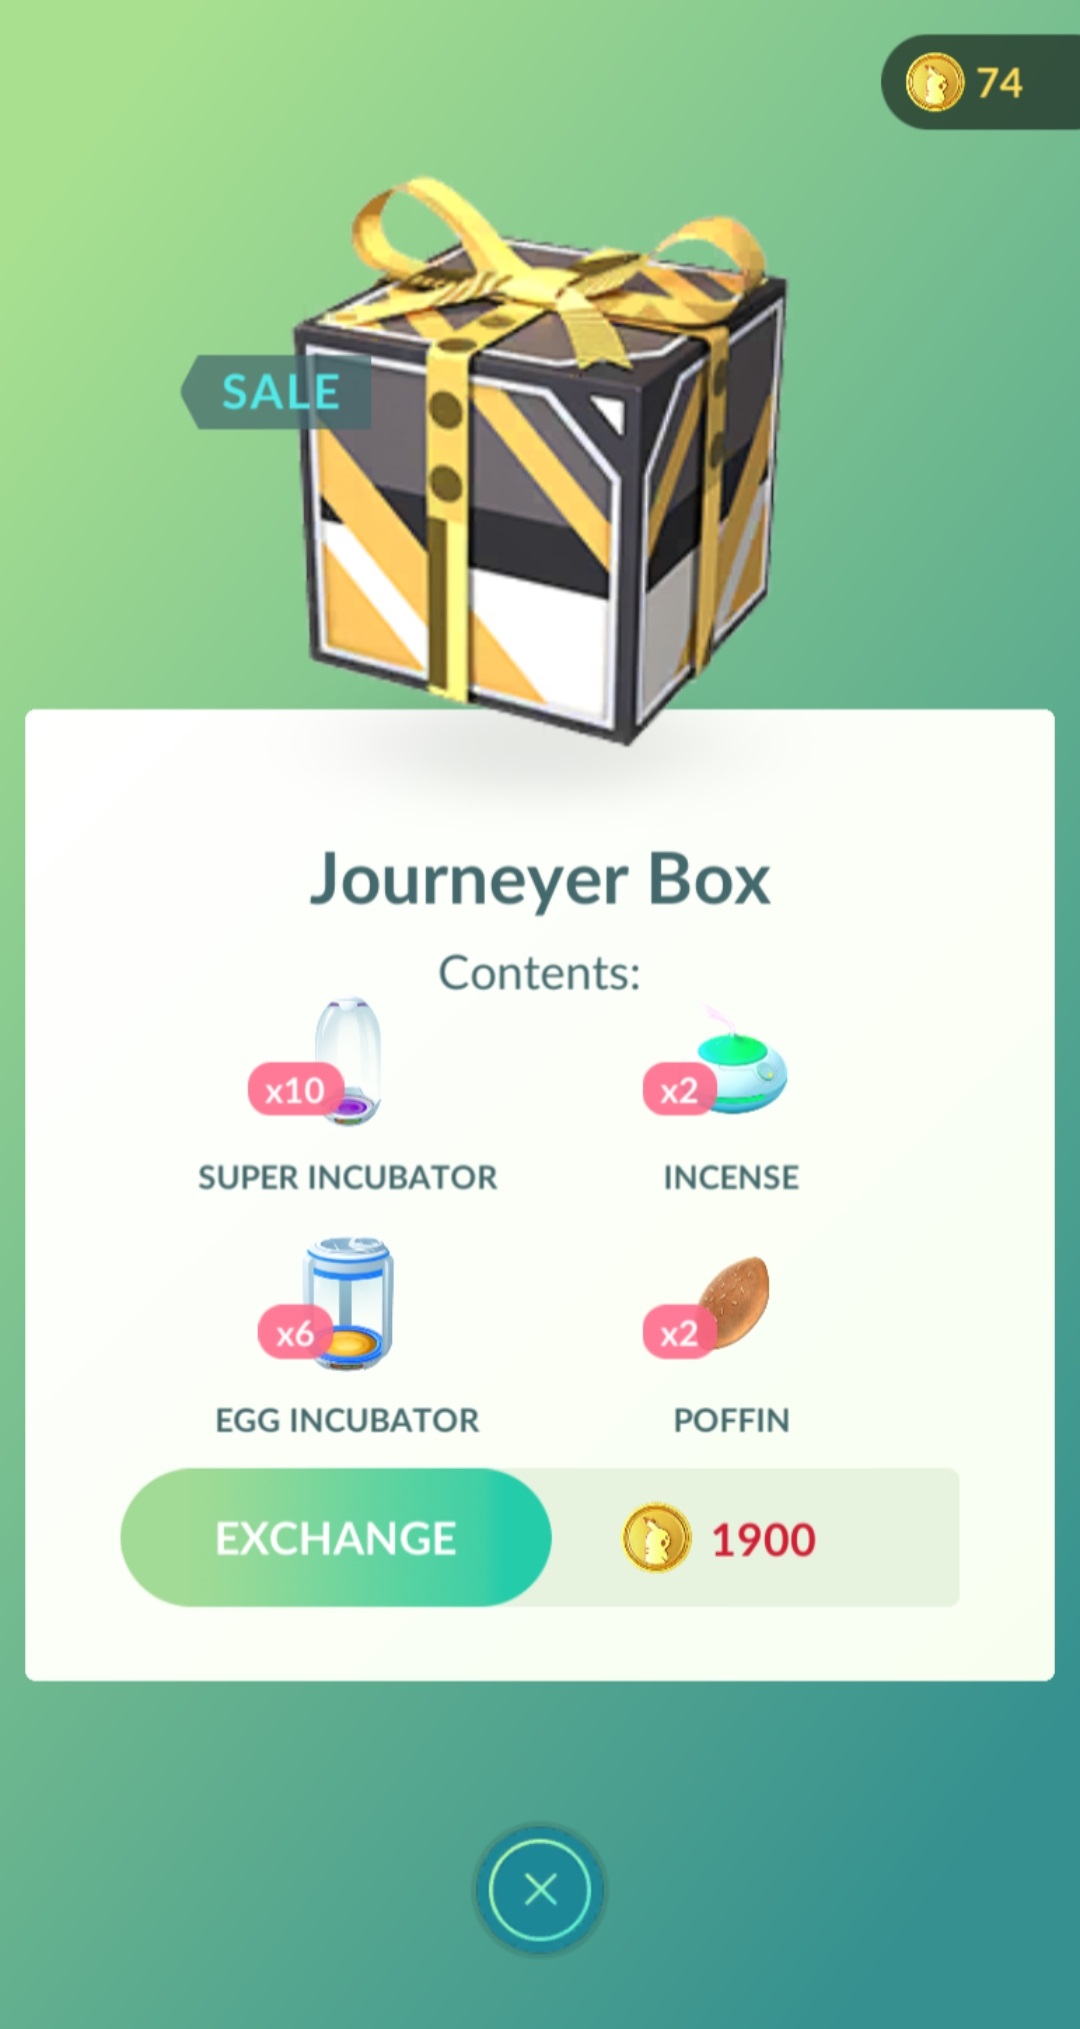 74
SALE
Journeyer Box
Contents:
x10
x2
SUPER INCUBATOR
INCENSE
x6
x2
EGG INCUBATOR
POFFIN
EXCHANGE
1900